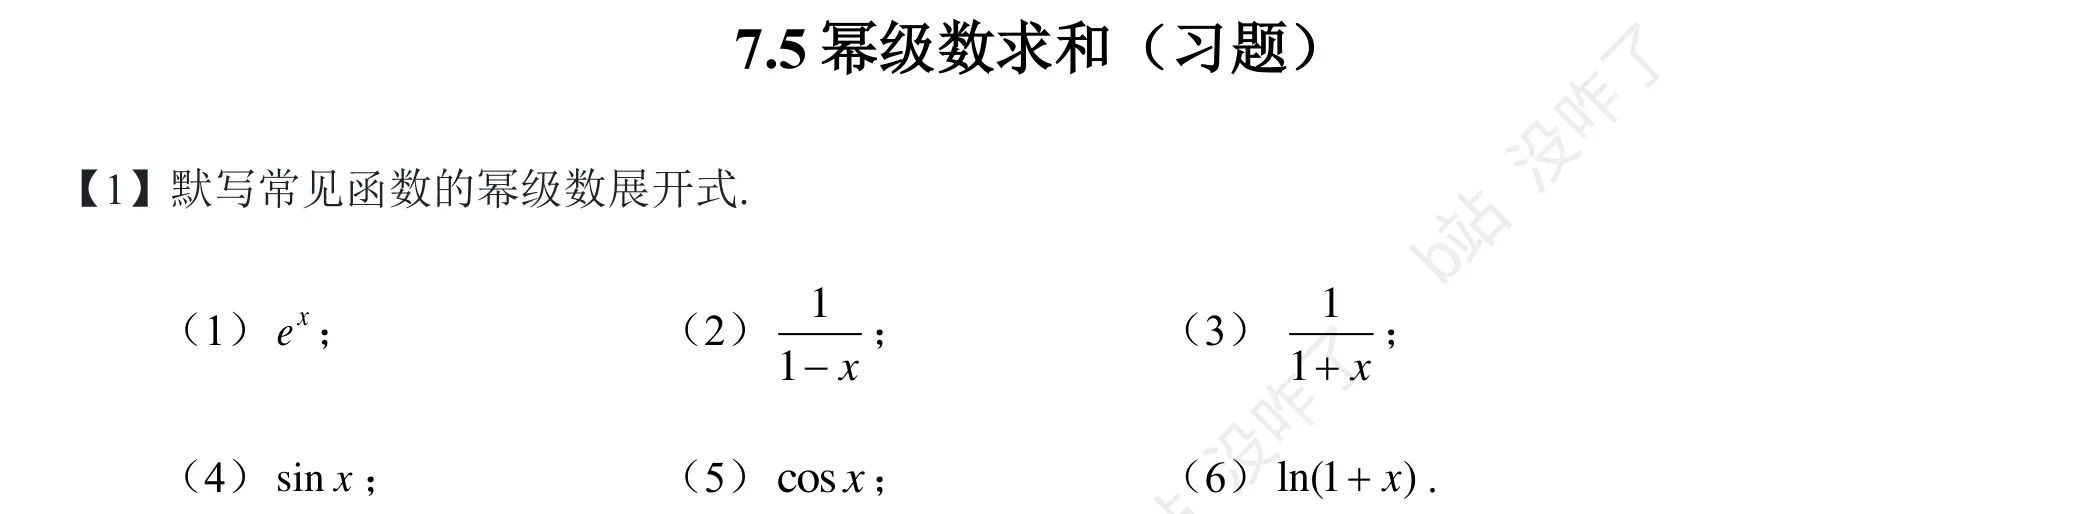 7.5幂级数求和（习题）
【1】默写常见函数的幂级数展开式.
（1）e^x； （2）\frac{1}{1-x}； （3）\frac{1}{1+x}；
（4）sin x； （5）cos x； （6）ln(1+x).
b站 没咋了
站 没咋了